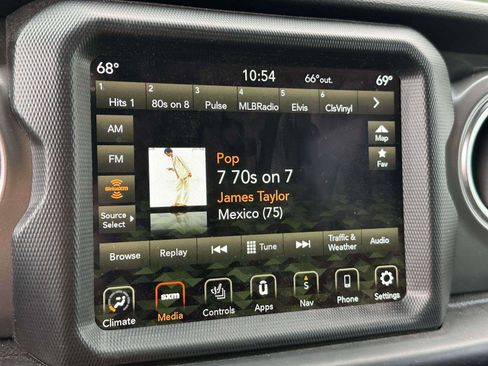 68°
10:54
66°out.
69°
1 Hits 1
2 80s on 8
3 Pulse
4 MLBRadio
5 Elvis
6 ClsVinyl
AM
FM
SiriusXM
Source
Select
Pop
7 70s on 7
James Taylor
Mexico (75)
Map
Fav
Browse
Replay
Tune
Traffic &
Weather
Audio
Climate
sxm
Media
Controls
Apps
S
Nav
Phone
Settings